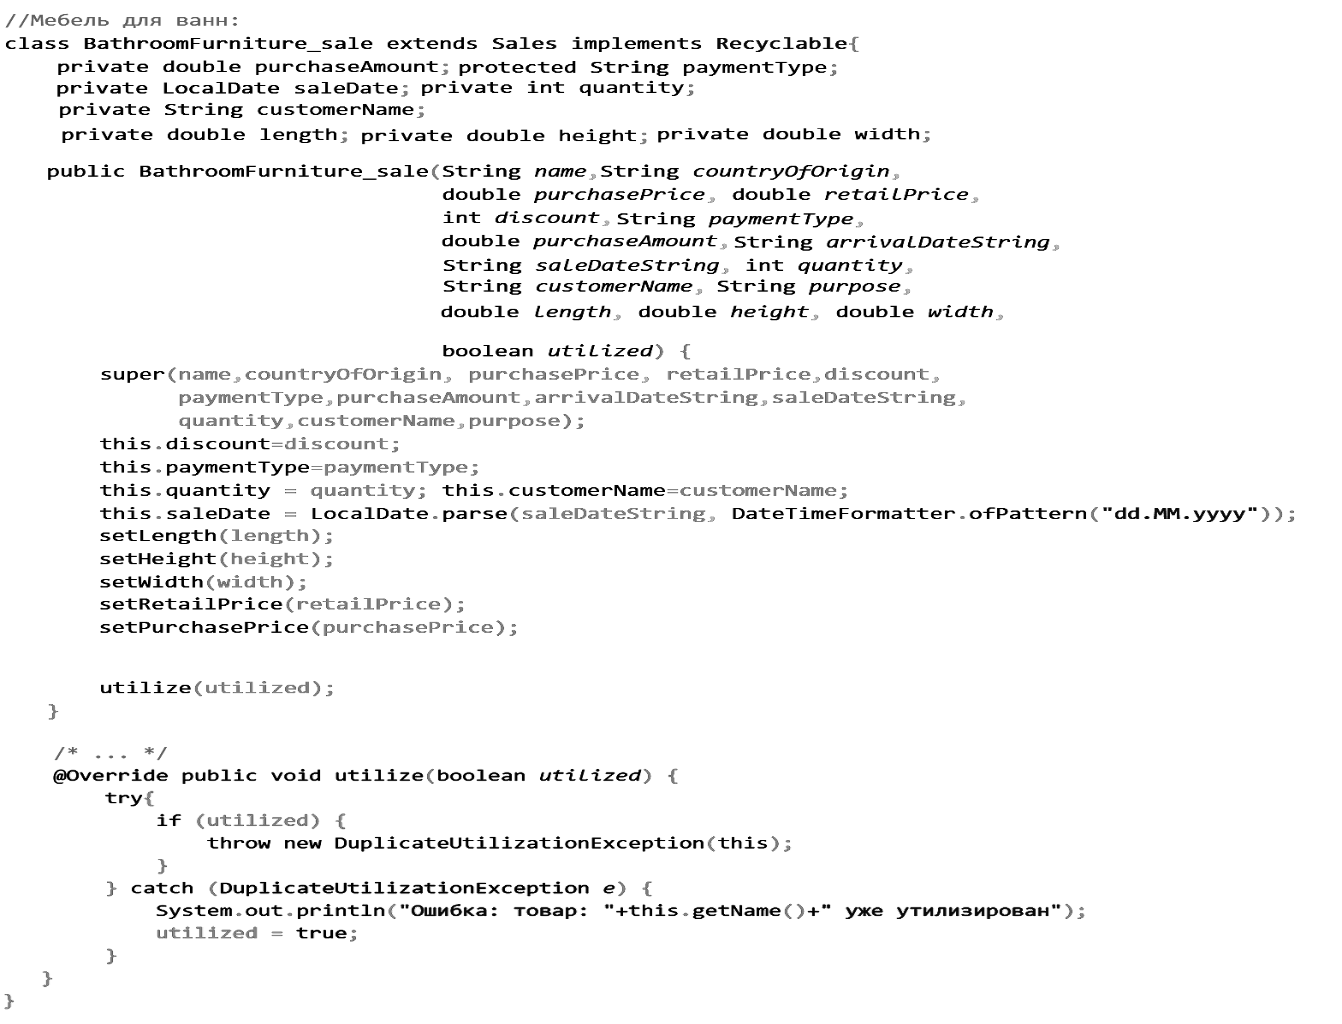 //Мебель для ванн:
class BathroomFurniture_sale extends Sales implements Recyclable{
private double purchaseAmount; protected String paymentType;
private LocalDate saleDate; private int quantity;
private String customerName;
private double length; private double height; private double width;
public BathroomFurniture_sale(String name,String countryOfOrigin,
double purchasePrice, double retailPrice,
int discount,String paymentType,
double purchaseAmount,String arrivalDateString,
String saleDateString, int quantity,
String customerName, String purpose,
double length, double height, double width,
boolean utilized) {
super(name,countryOfOrigin, purchasePrice, retailPrice,discount,
paymentType,purchaseAmount,arrivalDateString,saleDateString,
quantity,customerName,purpose);
this.discount=discount;
this.paymentType=paymentType;
this.quantity = quantity; this.customerName=customerName;
this.saleDate = LocalDate.parse(saleDateString, DateTimeFormatter.ofPattern("dd.MM.yyyy"));
setLength(length);
setHeight(height);
setWidth(width);
setRetailPrice(retailPrice);
setPurchasePrice(purchasePrice);
utilize(utilized);
}
/* ... */
@Override public void utilize(boolean utilized) {
try{
if (utilized) {
throw new DuplicateUtilizationException(this);
}
} catch (DuplicateUtilizationException e) {
System.out.println("Ошибка: товар: "+this.getName()+" уже утилизирован");
utilized = true;
}
}
}